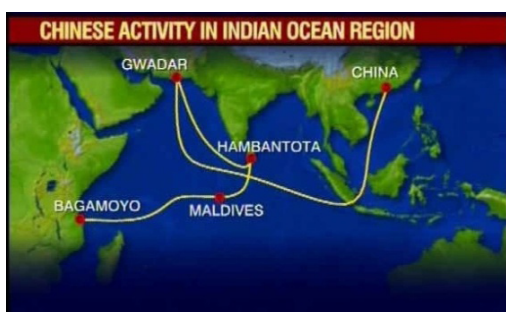 CHINESE ACTIVITY IN INDIAN OCEAN REGION
GWADAR
CHINA
HAMBANTOTA
BAGAMOYO
MALDIVES